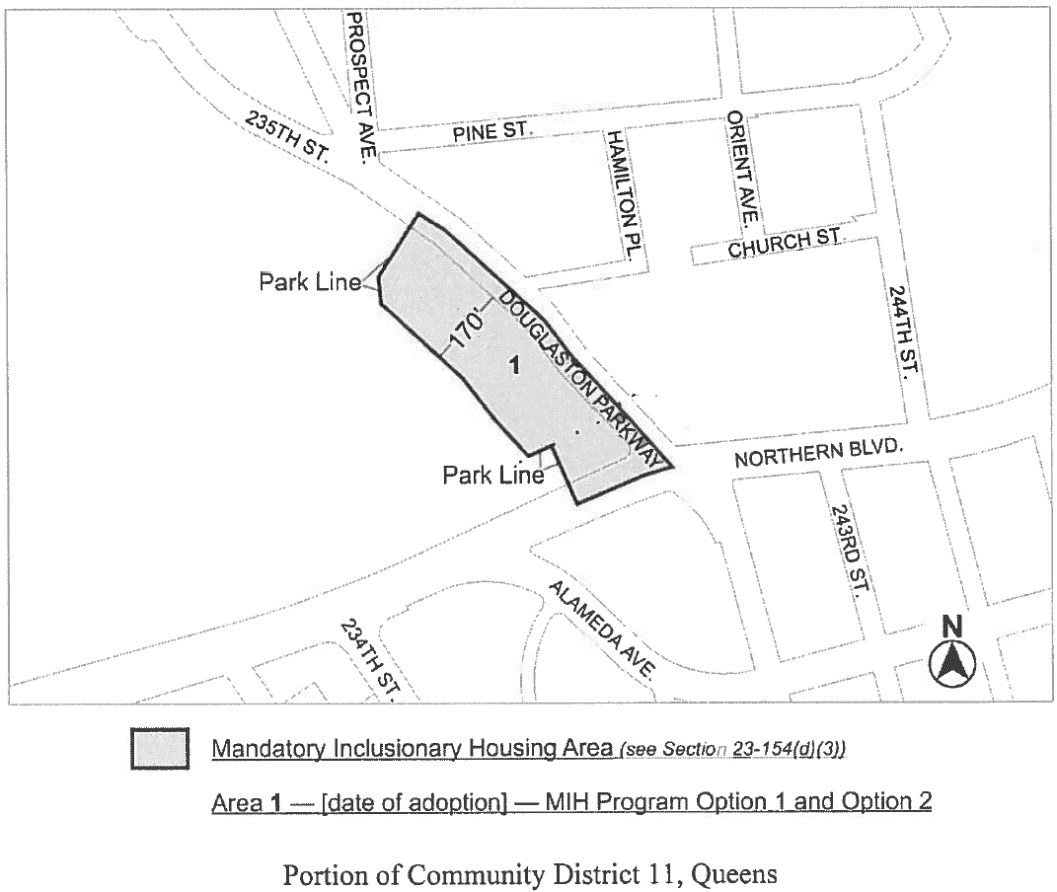 PROSPECT AVE.
235TH ST.
PINE ST.
HAMILTON PL.
ORIENT AVE.
CHURCH ST.
Park Line
170'
DOUGLASTON PARKWAY
1
244TH ST.
Park Line
NORTHERN BLVD.
243RD ST.
ALAMEDA AVE.
234TH ST.
N
Mandatory Inclusionary Housing Area (see Section 23-154(d)(3))
Area 1 — [date of adoption] — MIH Program Option 1 and Option 2
Portion of Community District 11, Queens